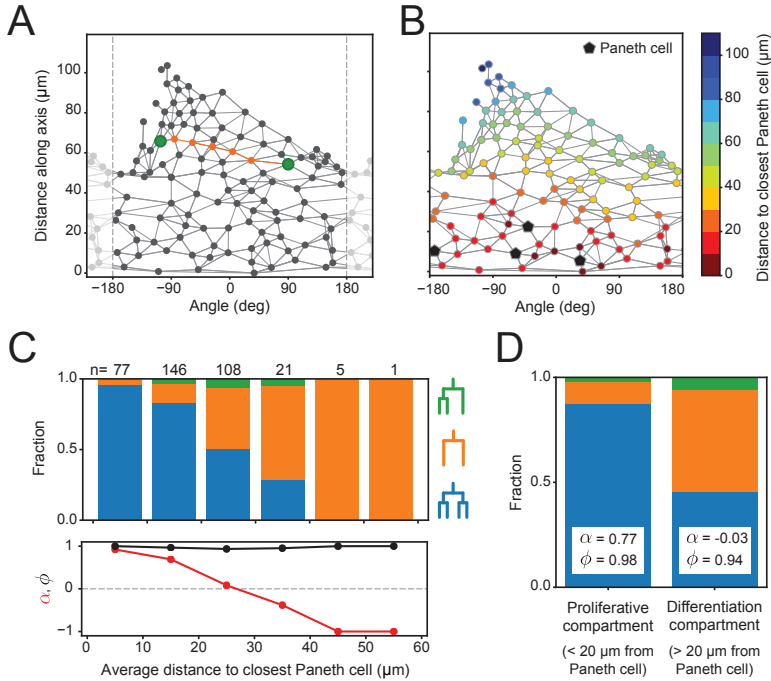 A
Distance along axis (µm)
100
80
60
40
20
0
−180
−90
0
90
180
Angle (deg)
B
Paneth cell
−180
−90
0
90
180
Angle (deg)
100
80
60
40
20
0
Distance to closest Paneth cell (µm)
C
n= 77 146 108 21 5 1
Fraction
1.0
0.5
0.0
α, ϕ
1
0
−1
0 10 20 30 40 50 60
Average distance to closest Paneth cell (µm)
D
Fraction
1.0
0.5
0.0
α = 0.77
ϕ = 0.98
α = -0.03
ϕ = 0.94
Proliferative
compartment
(< 20 µm from
Paneth cell)
Differentiation
compartment
(> 20 µm from
Paneth cell)